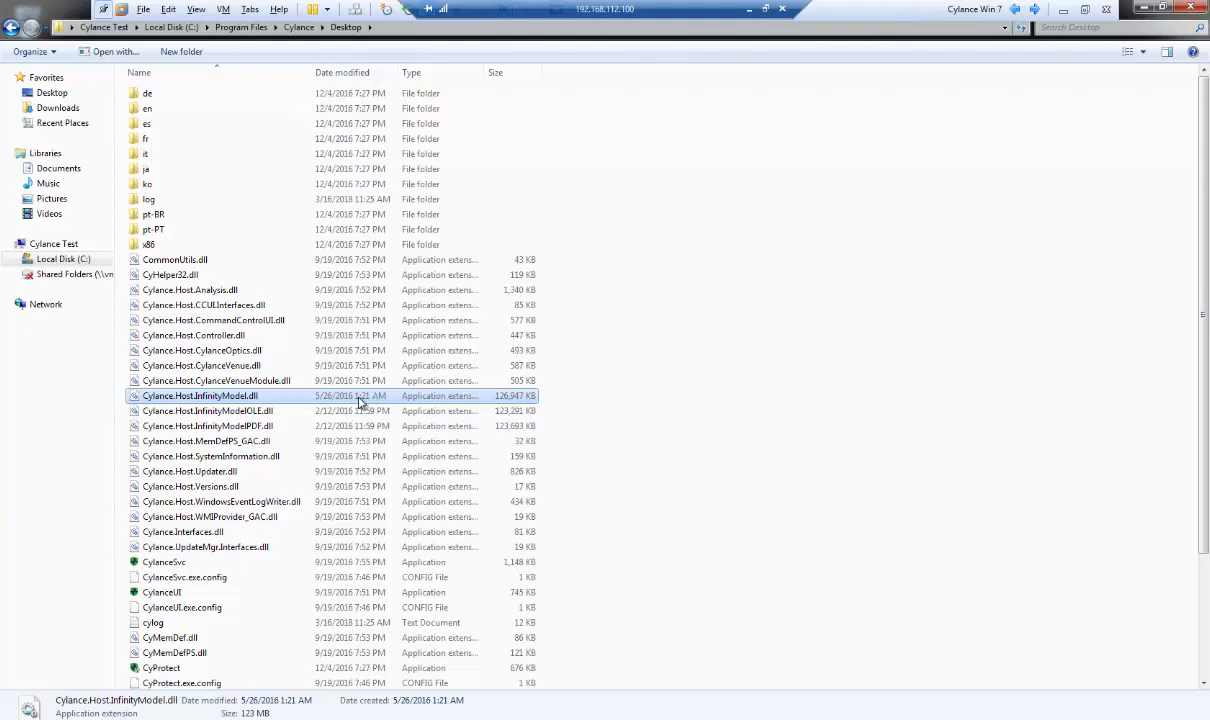 File Edit View VM Tabs Help 192.168.112.100 Cylance Win 7
Cylance Test Local Disk (C:) Program Files Cylance Desktop Search Desktop
Organize Open with... New folder
Name Date modified Type Size
Favorites
Desktop
Downloads
Recent Places
Libraries
Documents
Music
Pictures
Videos
Cylance Test
Local Disk (C:)
Shared Folders (\\vn
Network
de 12/4/2016 7:27 PM File folder
en 12/4/2016 7:27 PM File folder
es 12/4/2016 7:27 PM File folder
fr 12/4/2016 7:27 PM File folder
it 12/4/2016 7:27 PM File folder
ja 12/4/2016 7:27 PM File folder
ko 12/4/2016 7:27 PM File folder
log 3/16/2018 11:25 AM File folder
pt-BR 12/4/2016 7:27 PM File folder
pt-PT 12/4/2016 7:27 PM File folder
x86 12/4/2016 7:27 PM File folder
CommonUtils.dll 9/19/2016 7:52 PM Application extens... 43 KB
CyHelper32.dll 9/19/2016 7:53 PM Application extens... 119 KB
Cylance.Host.Analysis.dll 9/19/2016 7:52 PM Application extens... 1,340 KB
Cylance.Host.CCUI.Interfaces.dll 9/19/2016 7:52 PM Application extens... 85 KB
Cylance.Host.CommandControlUI.dll 9/19/2016 7:51 PM Application extens... 577 KB
Cylance.Host.Controller.dll 9/19/2016 7:51 PM Application extens... 447 KB
Cylance.Host.CylanceOptics.dll 9/19/2016 7:51 PM Application extens... 493 KB
Cylance.Host.CylanceVenue.dll 9/19/2016 7:51 PM Application extens... 587 KB
Cylance.Host.CylanceVenueModule.dll 9/19/2016 7:51 PM Application extens... 505 KB
Cylance.Host.InfinityModel.dll 5/26/2016 1:21 AM Application extens... 126,947 KB
Cylance.Host.InfinityModelOLE.dll 2/12/2016 11:59 PM Application extens... 123,291 KB
Cylance.Host.InfinityModelPDF.dll 2/12/2016 11:59 PM Application extens... 123,693 KB
Cylance.Host.MemDefPS_GAC.dll 9/19/2016 7:53 PM Application extens... 32 KB
Cylance.Host.SystemInformation.dll 9/19/2016 7:51 PM Application extens... 159 KB
Cylance.Host.Updater.dll 9/19/2016 7:52 PM Application extens... 826 KB
Cylance.Host.Versions.dll 9/19/2016 7:53 PM Application extens... 17 KB
Cylance.Host.WindowsEventLogWriter.dll 9/19/2016 7:51 PM Application extens... 434 KB
Cylance.Host.WMIProvider_GAC.dll 9/19/2016 7:53 PM Application extens... 19 KB
Cylance.Interfaces.dll 9/19/2016 7:52 PM Application extens... 81 KB
Cylance.UpdateMgr.Interfaces.dll 9/19/2016 7:52 PM Application extens... 19 KB
CylanceSvc 9/19/2016 7:55 PM Application 1,148 KB
CylanceSvc.exe.config 9/19/2016 7:46 PM CONFIG File 1 KB
CylanceUI 9/19/2016 7:51 PM Application 745 KB
CylanceUI.exe.config 9/19/2016 7:46 PM CONFIG File 1 KB
cylog 3/16/2018 11:25 AM Text Document 11 KB
CyMemDef.dll 9/19/2016 7:53 PM Application extens... 86 KB
CyMemDefPS.dll 9/19/2016 7:53 PM Application extens... 121 KB
CyProtect 12/4/2016 7:27 PM Application 676 KB
CyProtect.exe.config 9/19/2016 7:46 PM CONFIG File 1 KB
Cylance.Host.InfinityModel.dll Date modified: 5/26/2016 1:21 AM Date created: 5/26/2016 1:21 AM
Application extension Size: 123 MB